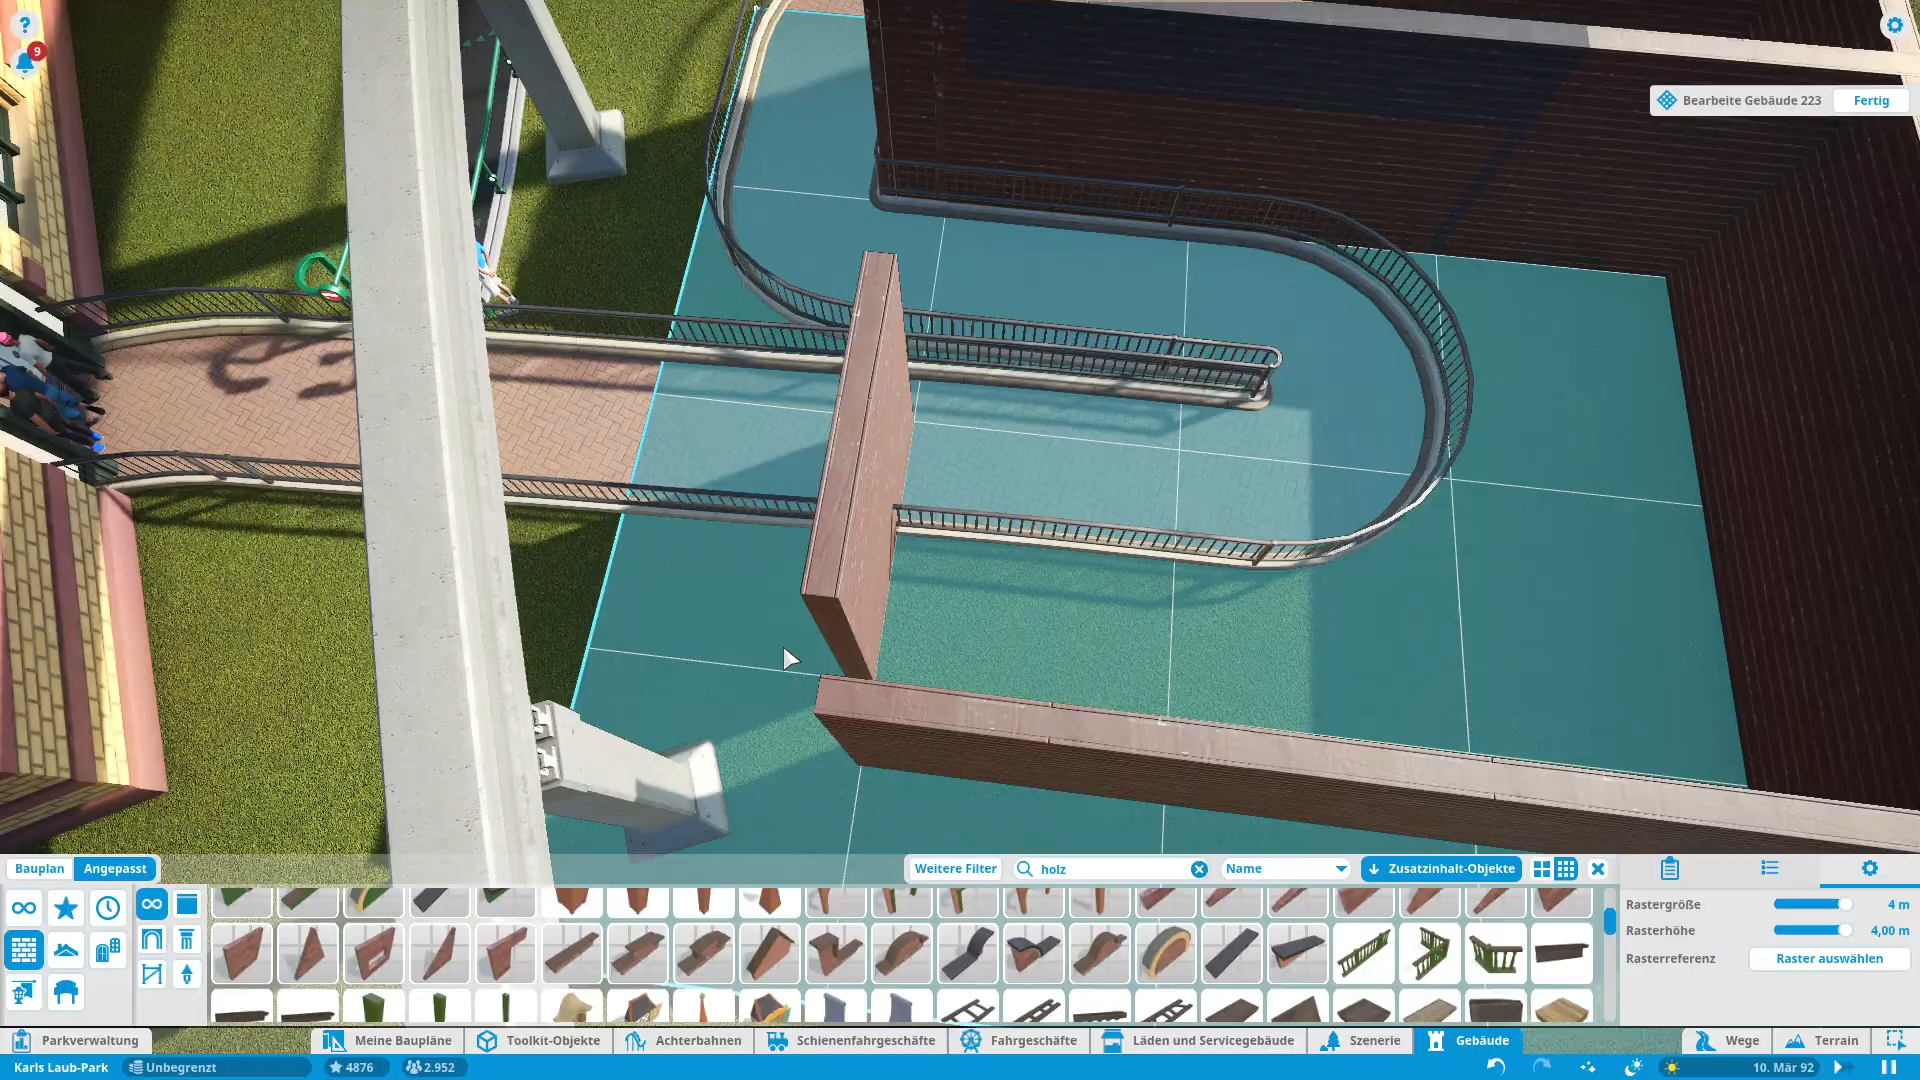 9
Bearbeite Gebäude 223
Fertig
Bauplan
Angepasst
Weitere Filter
holz
Name
Zusatzinhalt-Objekte
Rastergröße
4 m
Rasterhöhe
4,00 m
Rasterreferenz
Raster auswählen
Parkverwaltung
Meine Baupläne
Toolkit-Objekte
Achterbahnen
Schienenfahrgeschäfte
Fahrgeschäfte
Läden und Servicegebäude
Szenerie
Gebäude
Wege
Terrain
Karls Laub-Park
Unbegrenzt
4876
2.952
10. Mär 92